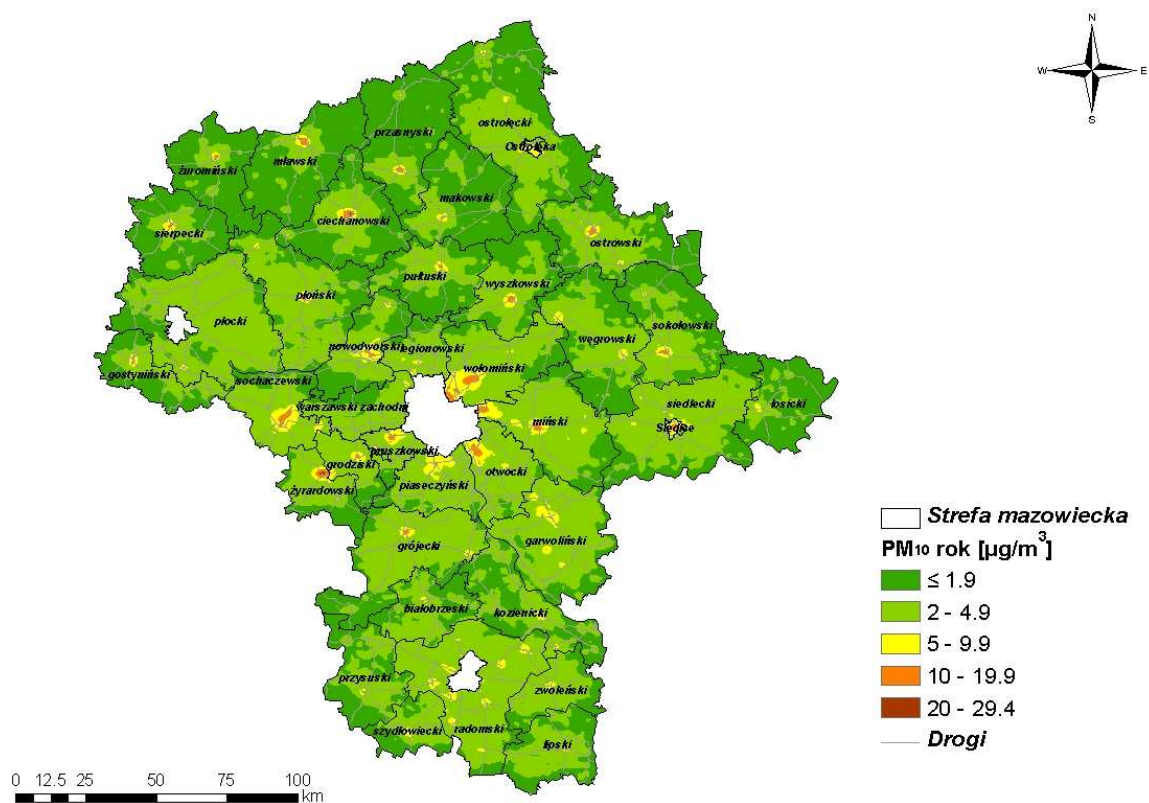 N
W E
S
ostrołęcki
przasnyski
Ostrołęka
mławski
żuromiński
makowski
ciechanowski
sierpecki
ostrowski
pułtuski
wyszkowski
płoński
płocki
sokołowski
węgrowski
nowodworski legionowski
wołomiński
gostyniński
sochaczewski
siedlecki
łosicki
warszawski zachodni
miński
Siedlce
pruszkowski
grodziski
otwocki
piaseczyński
żyrardowski
garwoliński
grójecki
białobrzeski
kozienicki
przysuski
zwoleński
szydłowiecki
radomski
lipski
Strefa mazowiecka
PM10 rok [µg/m³]
≤ 1.9
2 - 4.9
5 - 9.9
10 - 19.9
20 - 29.4
Drogi
0 12.5 25 50 75 100
km